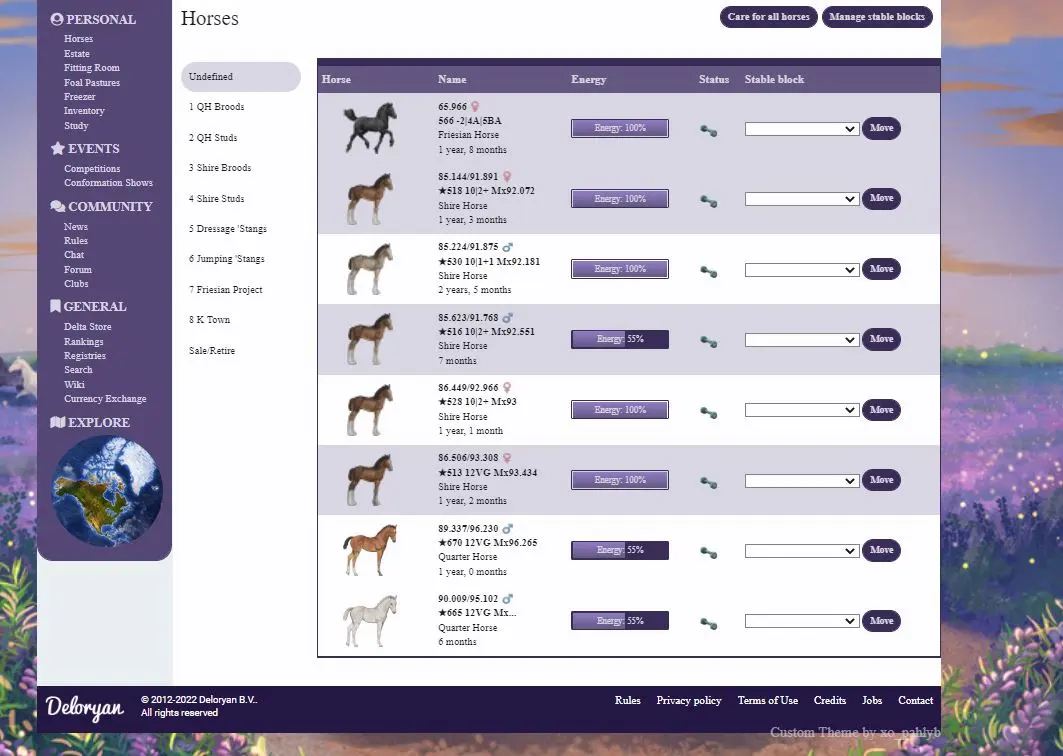 PERSONAL
Horses
Estate
Fitting Room
Foal Pastures
Freezer
Inventory
Study
EVENTS
Competitions
Conformation Shows
COMMUNITY
News
Rules
Chat
Forum
Clubs
GENERAL
Delta Store
Rankings
Registries
Search
Wiki
Currency Exchange
EXPLORE
Horses
Care for all horses Manage stable blocks
Undefined
1 QH Broods
2 QH Studs
3 Shire Broods
4 Shire Studs
5 Dressage 'Stangs
6 Jumping 'Stangs
7 Friesian Project
8 K Town
Sale/Retire
Horse Name Energy Status Stable block
65.966 ♀
566 -2|4A|5BA
Friesian Horse
1 year, 8 months
Energy: 100%
Move
85.144/91.891 ♀
★518 10|2+ Mx92.072
Shire Horse
1 year, 3 months
Energy: 100%
Move
85.224/91.875 ♂
★530 10|1+1 Mx92.181
Shire Horse
2 years, 5 months
Energy: 100%
Move
85.623/91.768 ♂
★516 10|2+ Mx92.551
Shire Horse
7 months
Energy: 55%
Move
86.449/92.966 ♀
★528 10|2+ Mx93
Shire Horse
1 year, 1 month
Energy: 100%
Move
86.506/93.308 ♀
★513 12VG Mx93.434
Shire Horse
1 year, 2 months
Energy: 100%
Move
89.337/96.230 ♂
★670 12VG Mx96.265
Quarter Horse
1 year, 0 months
Energy: 55%
Move
90.009/95.102 ♂
★665 12VG Mx...
Quarter Horse
6 months
Energy: 55%
Move
Deloryan
© 2012-2022 Deloryan B.V..
All rights reserved
Rules Privacy policy Terms of Use Credits Jobs Contact
Custom Theme by xo_pahlyb